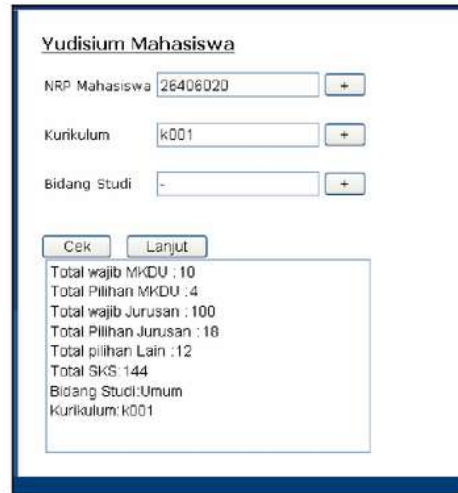 Yudisium Mahasiswa
NRP Mahasiswa 26406020 +
Kurikulum k001 +
Bidang Studi - +
Cek Lanjut
Total wajib MKDU :10
Total Pilihan MKDU :4
Total wajib Jurusan :100
Total Pilihan Jurusan :18
Total pilihan Lain :12
Total SKS:144
Bidang Studi:Umum
Kurikulum:k001